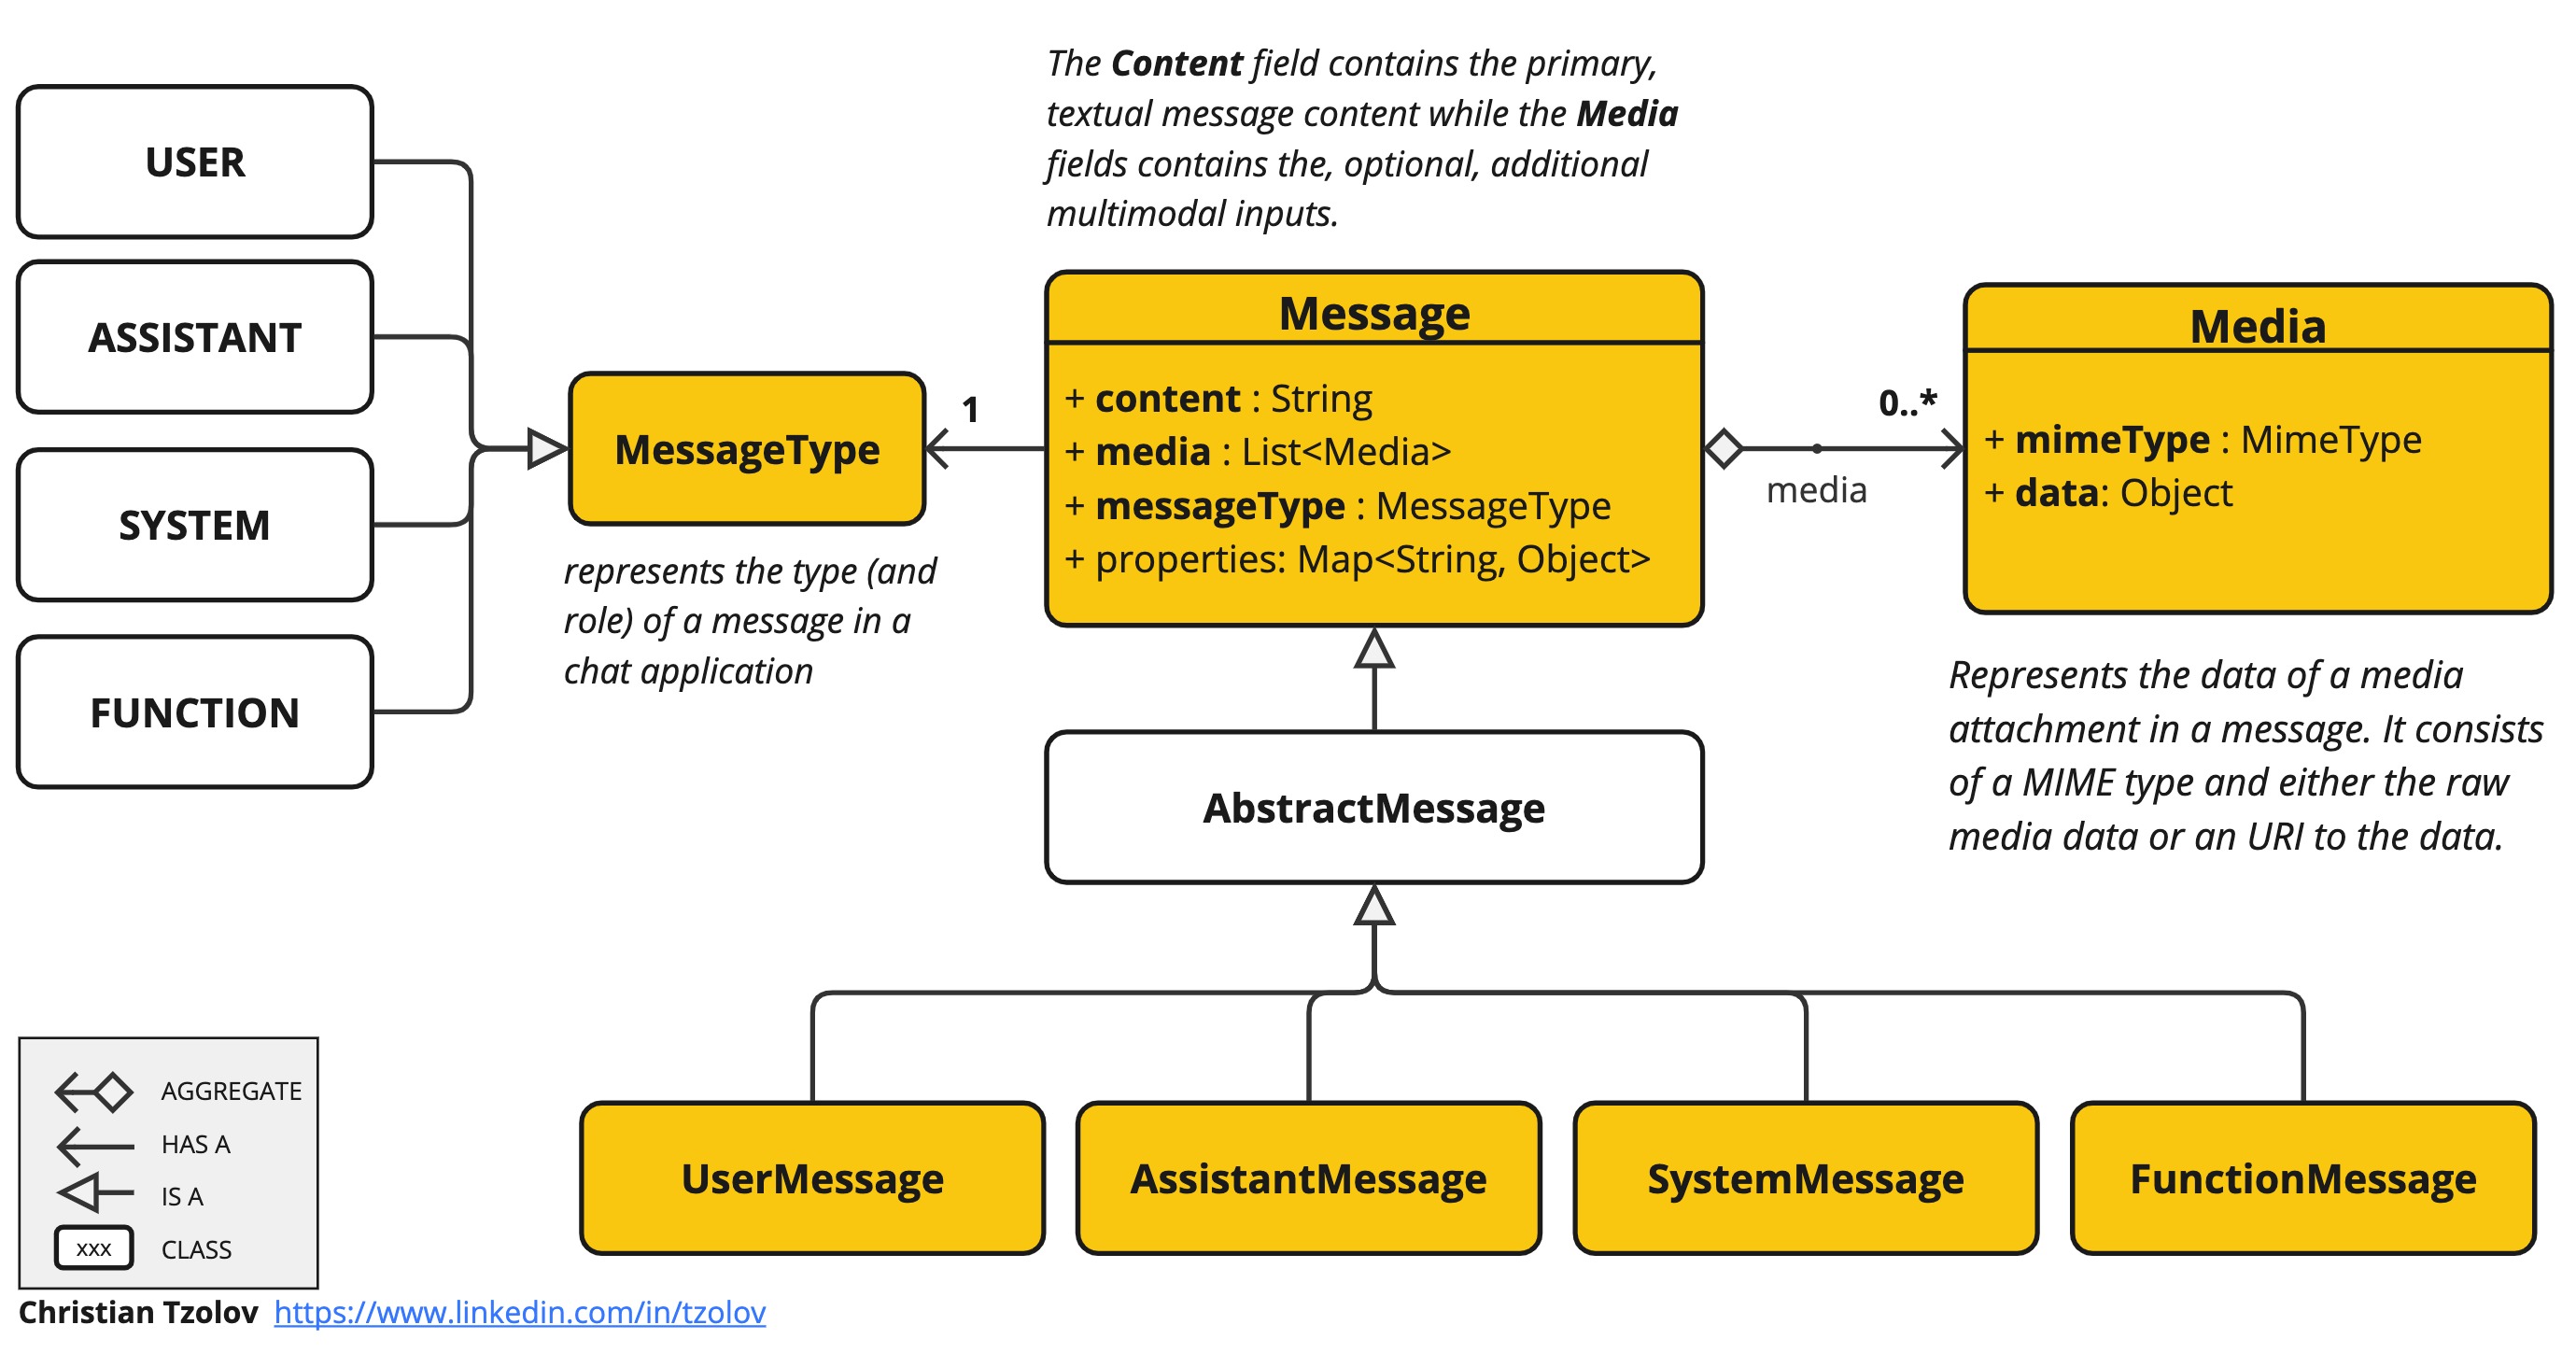 The Content field contains the primary,
textual message content while the Media
fields contains the, optional, additional
multimodal inputs.
USER
ASSISTANT
SYSTEM
FUNCTION
MessageType
represents the type (and
role) of a message in a
chat application
1
Message
+ content : String
+ media : List<Media>
+ messageType : MessageType
+ properties: Map<String, Object>
0..*
media
Media
+ mimeType : MimeType
+ data: Object
Represents the data of a media
attachment in a message. It consists
of a MIME type and either the raw
media data or an URI to the data.
AbstractMessage
UserMessage
AssistantMessage
SystemMessage
FunctionMessage
AGGREGATE
HAS A
IS A
xxx CLASS
Christian Tzolov https://www.linkedin.com/in/tzolov